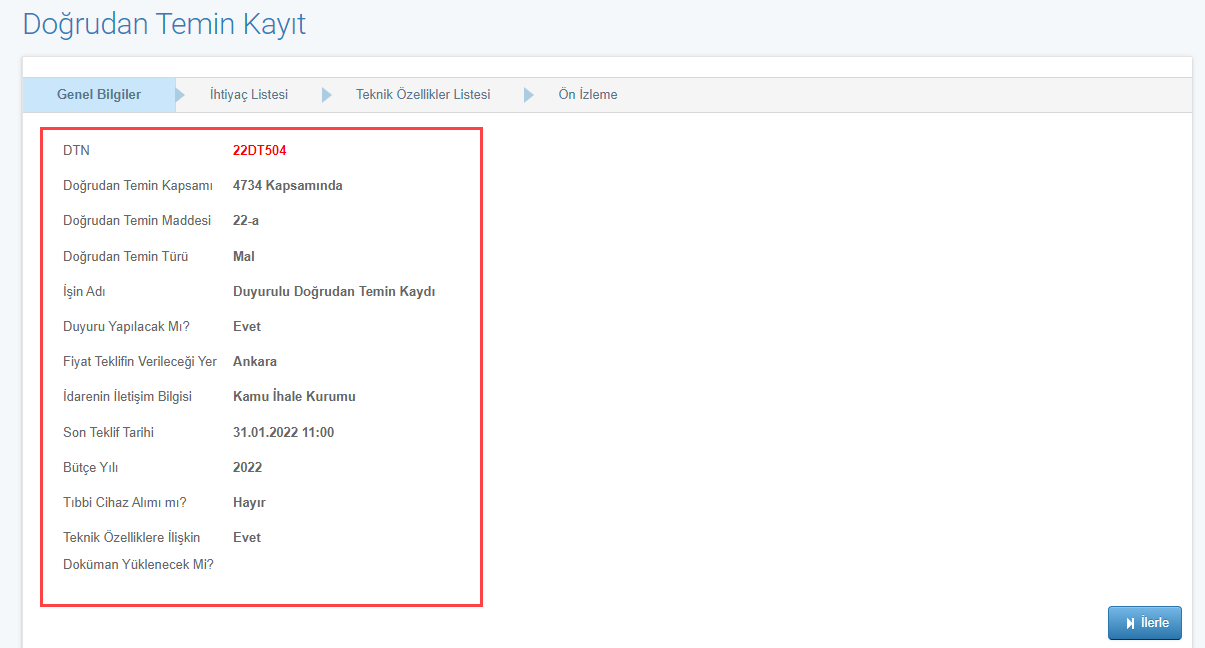 Doğrudan Temin Kayıt
Genel Bilgiler İhtiyaç Listesi Teknik Özellikler Listesi Ön İzleme
DTN 22DT504
Doğrudan Temin Kapsamı 4734 Kapsamında
Doğrudan Temin Maddesi 22-a
Doğrudan Temin Türü Mal
İşin Adı Duyurulu Doğrudan Temin Kaydı
Duyuru Yapılacak Mı? Evet
Fiyat Teklifin Verileceği Yer Ankara
İdarenin İletişim Bilgisi Kamu İhale Kurumu
Son Teklif Tarihi 31.01.2022 11:00
Bütçe Yılı 2022
Tıbbi Cihaz Alımı mı? Hayır
Teknik Özelliklere İlişkin Evet
Doküman Yüklenecek Mi?
İlerle